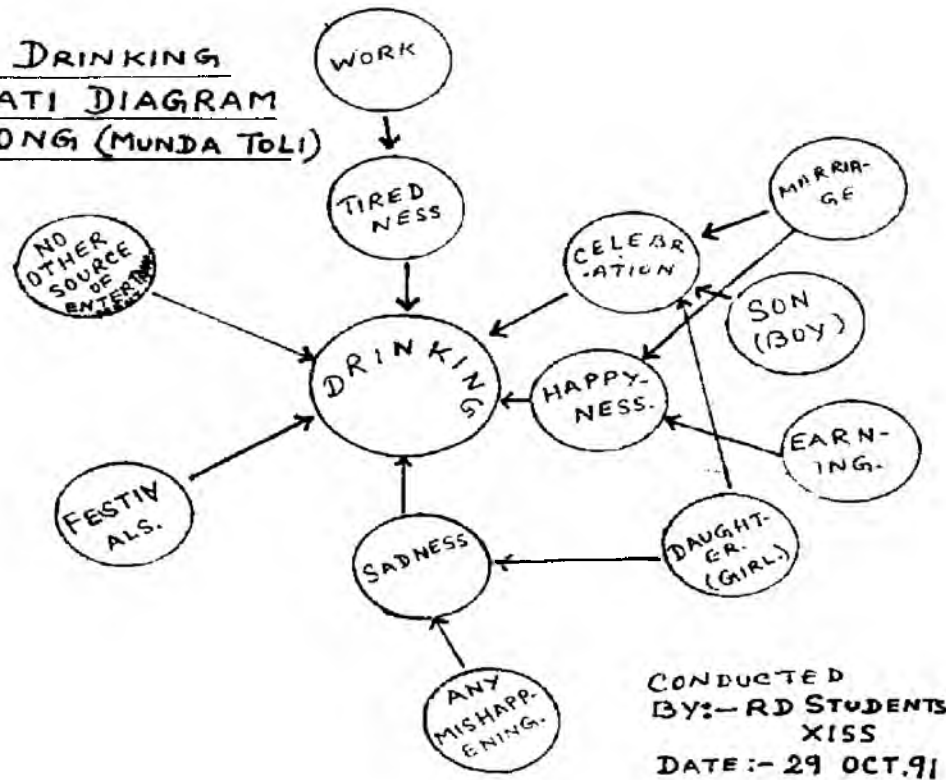 DRINKING
ATI DIAGRAM
ONG (MUNDA TOLI)
WORK
TIRED
NESS
NO
OTHER
SOURCE
OF
ENTERTAIN
MENT
CELEBR
-ATION
MARRIA-
GE
SON
(BOY)
DRINKING
HAPPY-
NESS.
EARN-
ING.
FESTIV
ALS.
SADNESS
DAUGHT-
ER.
(GIRL)
ANY
MISHAPP-
ENING.
CONDUCTED
BY:- RD STUDENTS
XISS
DATE:- 29 OCT.91